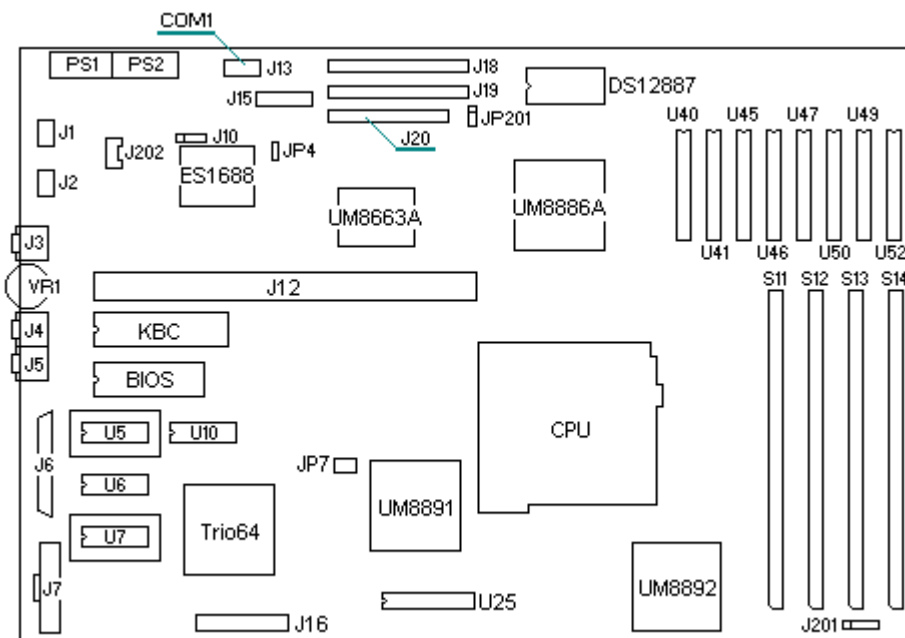 COM1
PS1 PS2
J13
J18
J15
J19
DS12887
J20
JP201
J1
J202
J10
JP4
U40 U45 U47 U49
J2
ES1688
UM8663A
UM8886A
J3
U41 U46 U50 U52
VR1
J12
S11 S12 S13 S14
J4
KBC
J5
BIOS
CPU
U5
U10
J6
JP7
U6
UM8891
Trio64
U7
J7
UM8892
U25
J16
J201